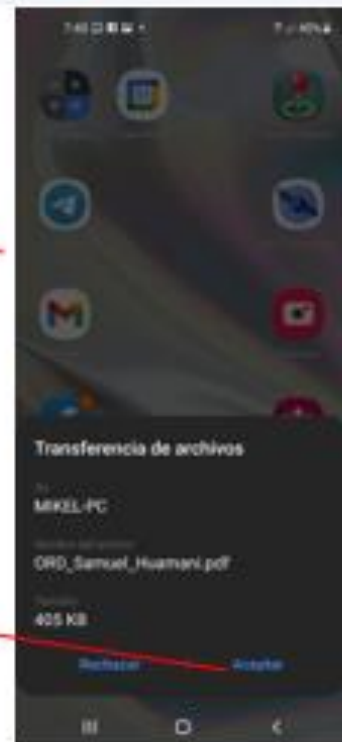 Transferencia de archivos
MIKEL-PC
ORD_Samuel_Huamani.pdf
405 KB
Rechazar Aceptar